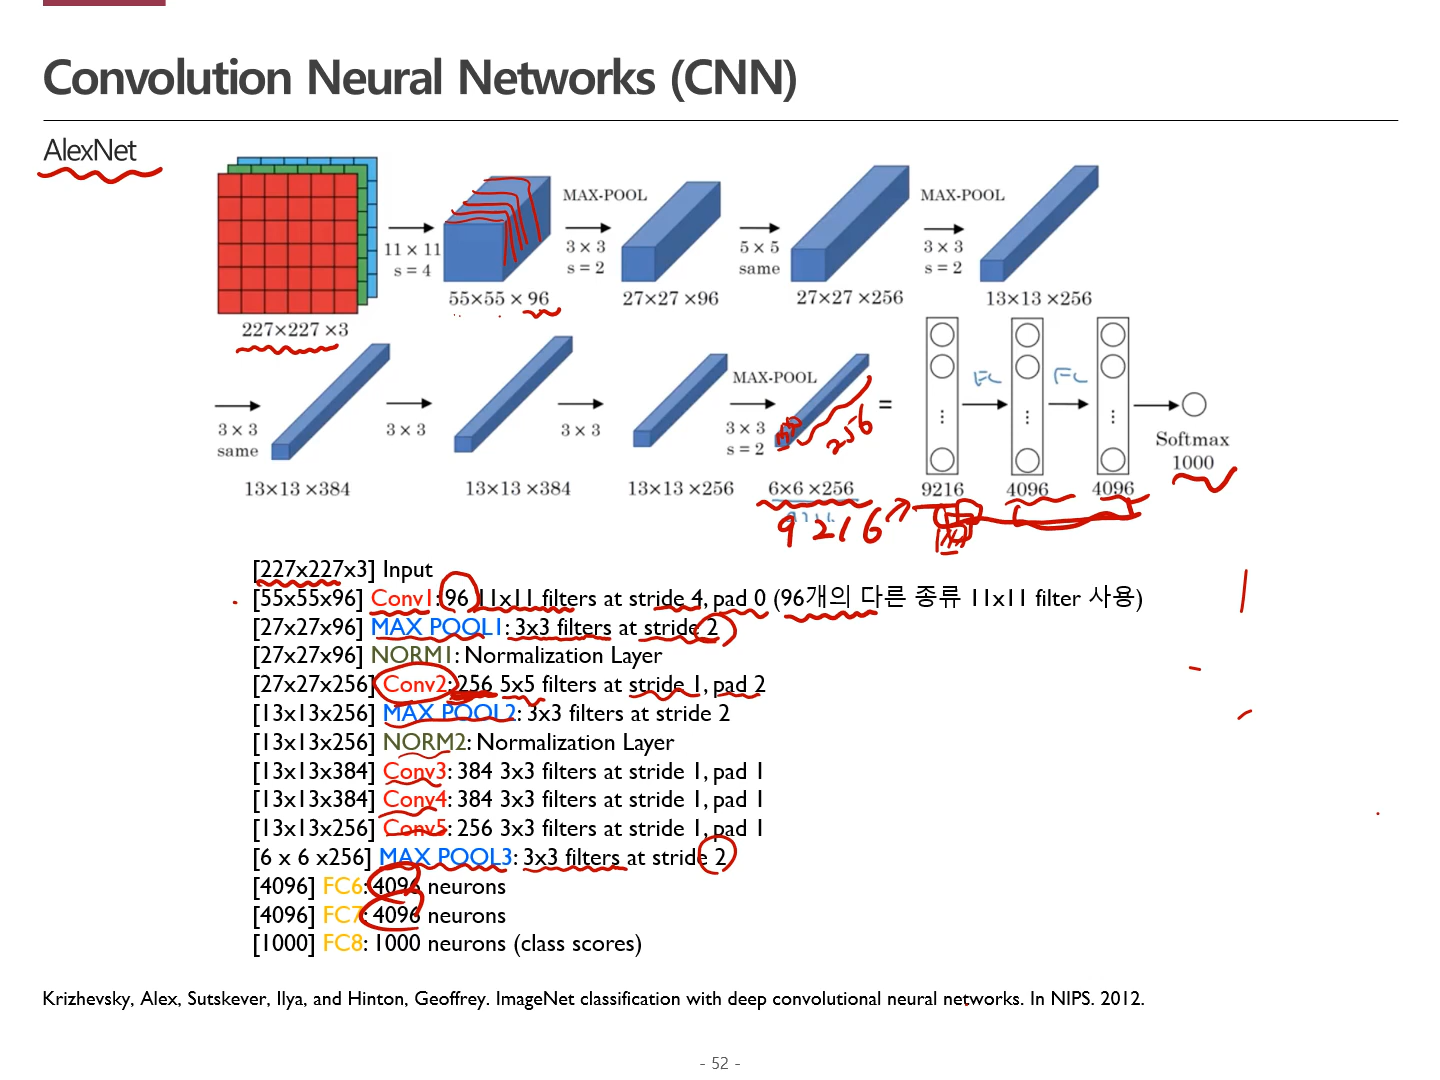 Convolution Neural Networks (CNN)
AlexNet
MAX-POOL
MAX-POOL
11 × 11
s = 4
3 × 3
s = 2
5 × 5
same
3 × 3
s = 2
227×227 ×3
55×55 × 96
27×27 ×96
27×27 ×256
13×13 ×256
MAX-POOL
3 × 3
same
3 × 3
3 × 3
3 × 3
s = 2
256
=
FC
FC
Softmax
1000
13×13 ×384
13×13 ×384
13×13 ×256
6×6 ×256
9216
4096
4096
9216
[227x227x3] Input
[55x55x96] Conv1: 96 11x11 filters at stride 4, pad 0 (96개의 다른 종류 11x11 filter 사용)
[27x27x96] MAX POOL1: 3x3 filters at stride 2
[27x27x96] NORM1: Normalization Layer
[27x27x256] Conv2: 256 5x5 filters at stride 1, pad 2
[13x13x256] MAX POOL2: 3x3 filters at stride 2
[13x13x256] NORM2: Normalization Layer
[13x13x384] Conv3: 384 3x3 filters at stride 1, pad 1
[13x13x384] Conv4: 384 3x3 filters at stride 1, pad 1
[13x13x256] Conv5: 256 3x3 filters at stride 1, pad 1
[6 x 6 x256] MAX POOL3: 3x3 filters at stride 2
[4096] FC6: 4096 neurons
[4096] FC7: 4096 neurons
[1000] FC8: 1000 neurons (class scores)
Krizhevsky, Alex, Sutskever, Ilya, and Hinton, Geoffrey. ImageNet classification with deep convolutional neural networks. In NIPS. 2012.
- 52 -